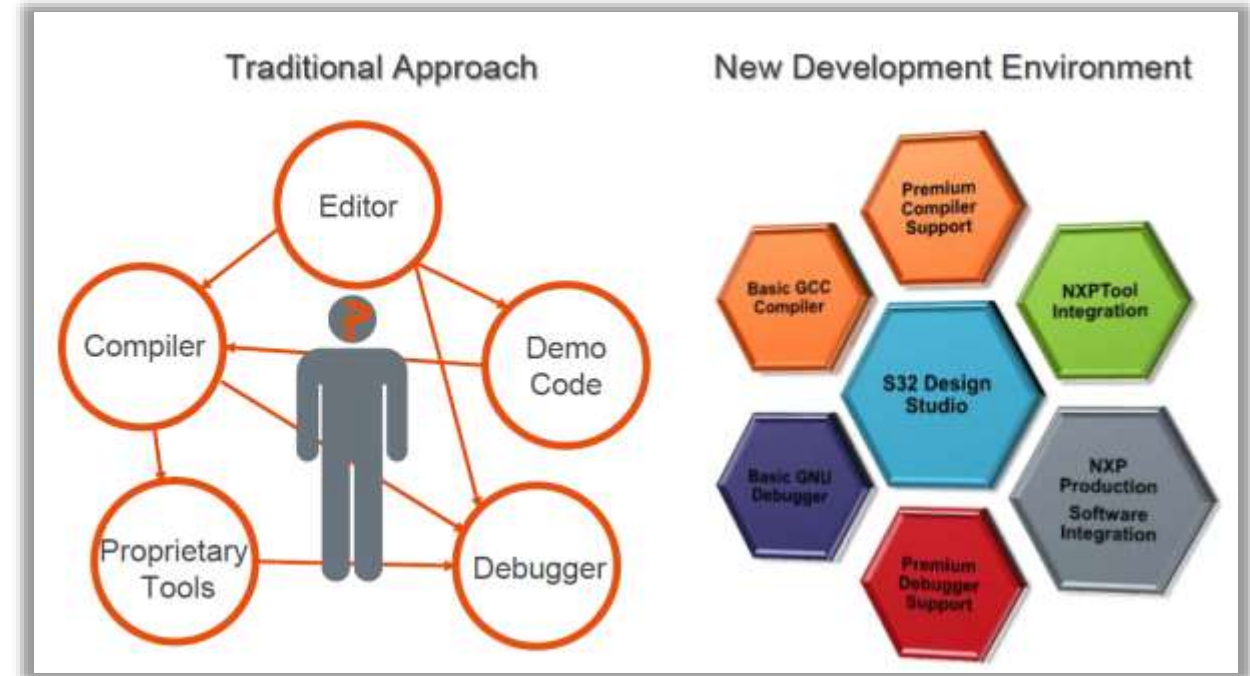 Traditional Approach
New Development Environment
Editor
Compiler
?
Demo
Code
Proprietary
Tools
Debugger
Premium
Compiler
Support
Basic GCC
Compiler
NXPTool
Integration
S32 Design
Studio
Basic GNU
Debugger
NXP
Production
Software
Integration
Premium
Debugger
Support